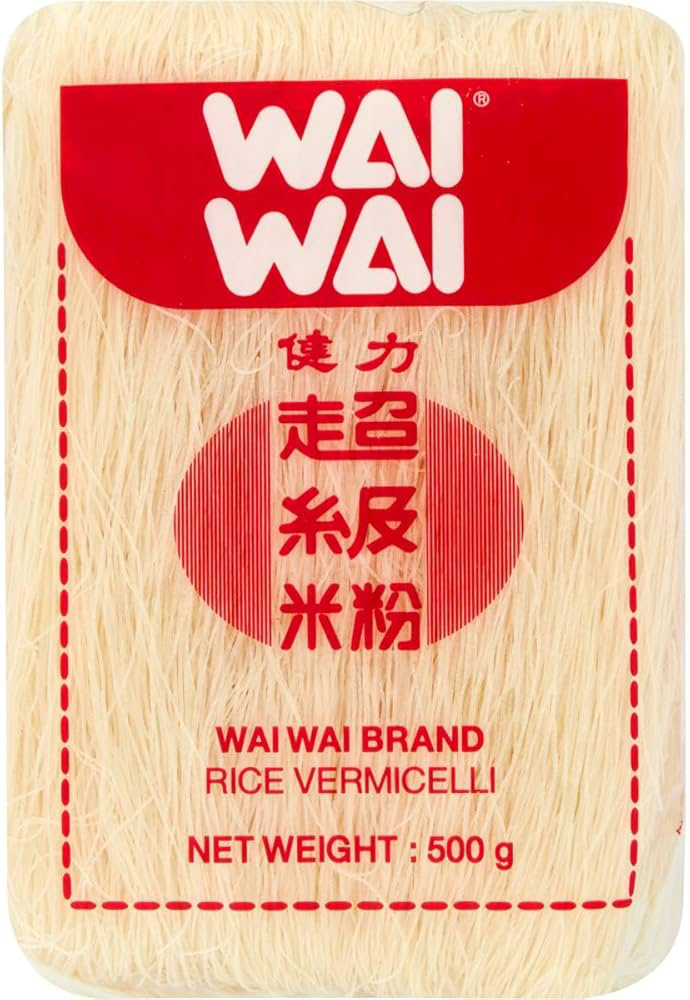 WAI®
WAI
健力
超
級
米粉
WAI WAI BRAND
RICE VERMICELLI
NET WEIGHT : 500 g